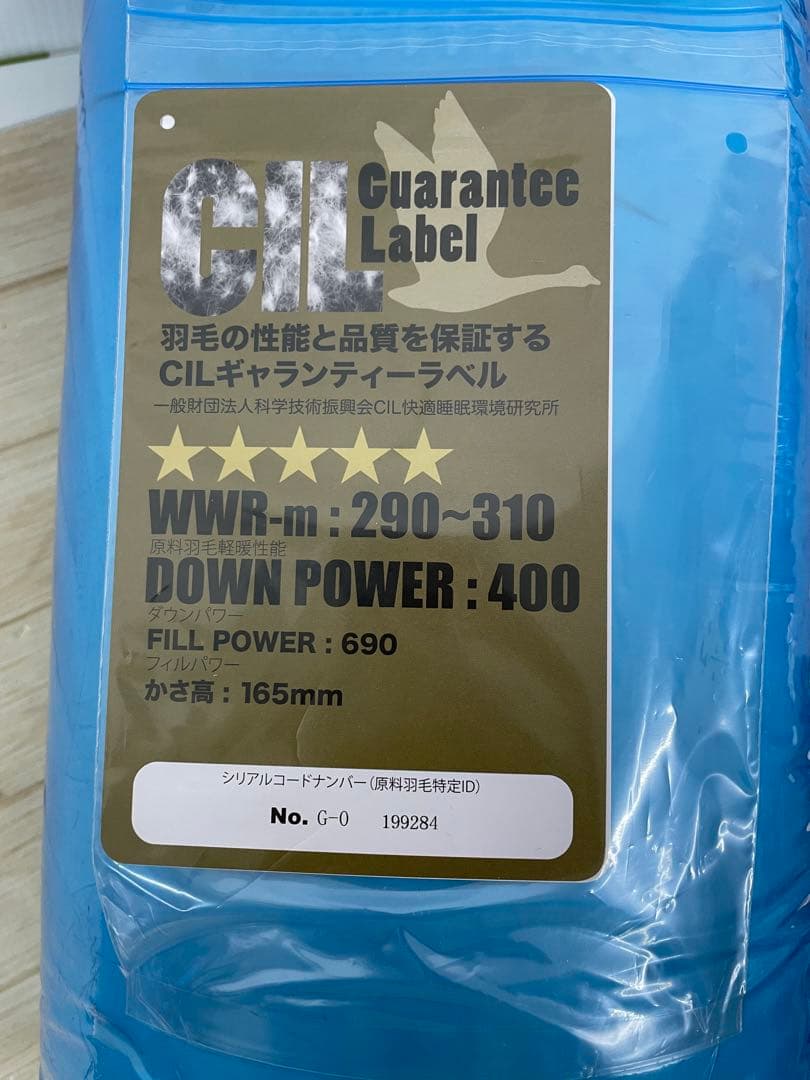 CIL Guarantee
Label
羽毛の性能と品質を保証する
CILギャランティーラベル
一般財団法人科学技術振興会CIL快適睡眠環境研究所
★★★★★
WWR-m : 290~310
原料羽毛軽暖性能
DOWN POWER : 400
ダウンパワー
FILL POWER : 690
フィルパワー
かさ高 : 165mm
シリアルコードナンバー(原料羽毛特定ID)
No. G-0 199284